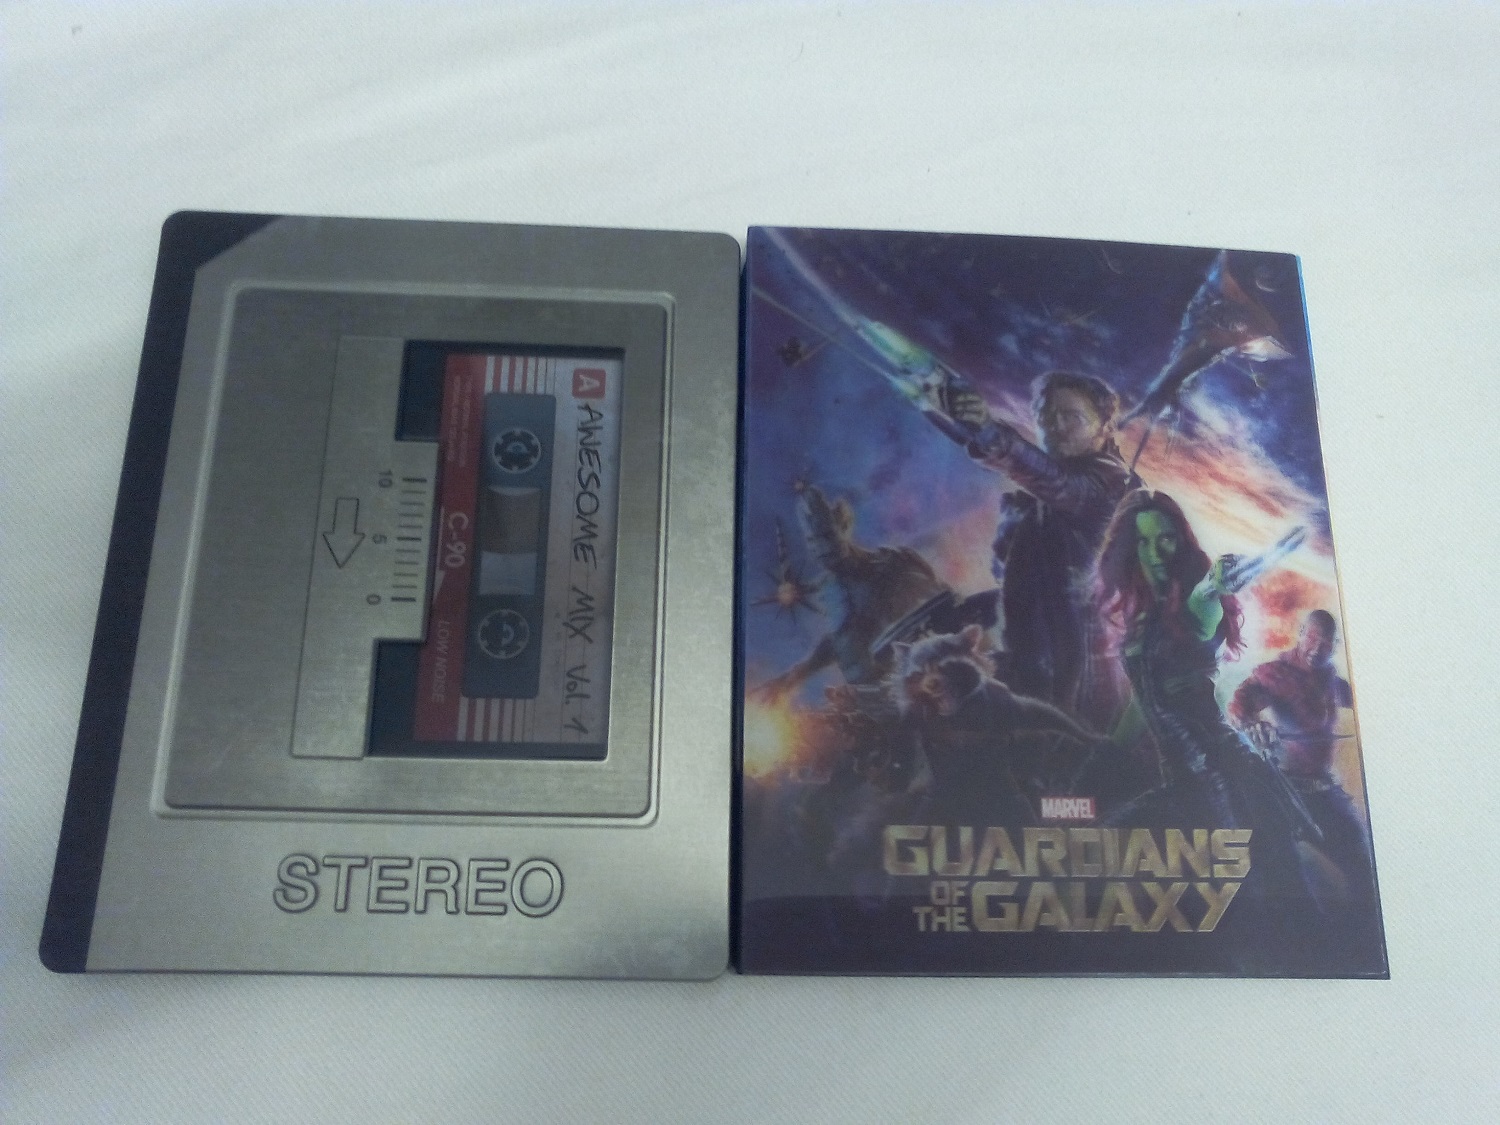 A AWESOME MIX Vol. 1
C-90
LOW NOISE
10
5
0
STEREO
MARVEL
GUARDIANS
OF
THE GALAXY